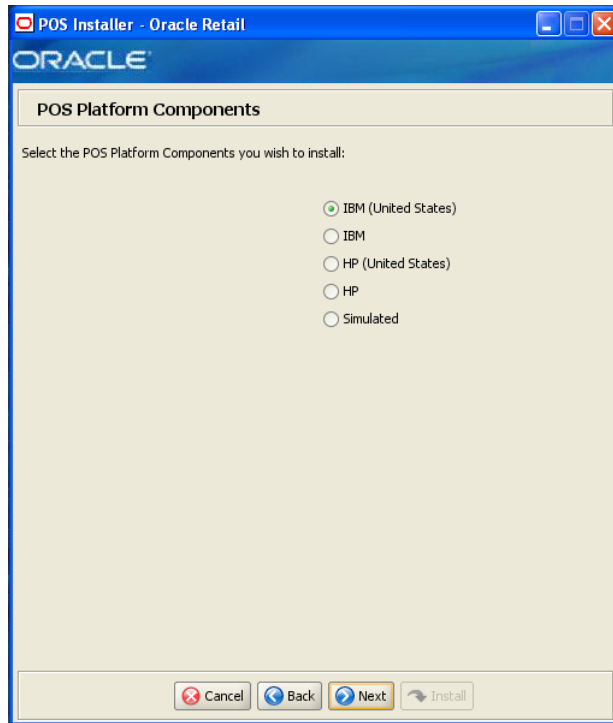 POS Installer - Oracle Retail
ORACLE
POS Platform Components
Select the POS Platform Components you wish to install:
IBM (United States)
IBM
HP (United States)
HP
Simulated
Cancel Back Next Install